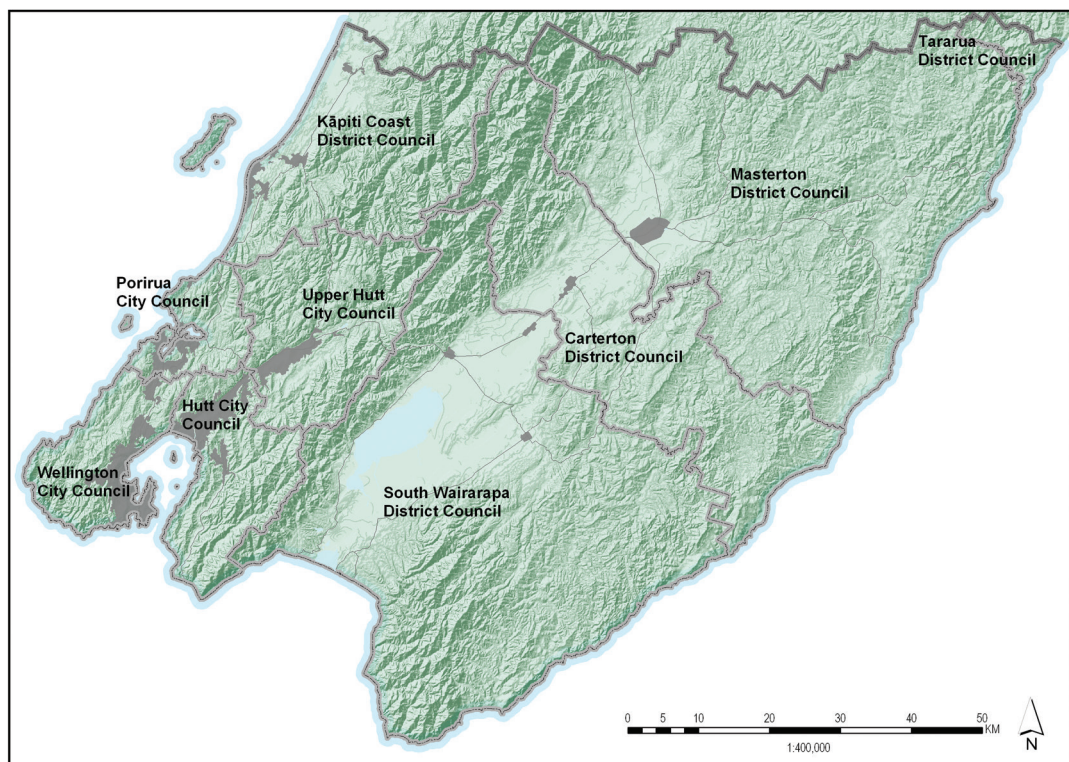 Tararua
District Council
Kāpiti Coast
District Council
Masterton
District Council
Porirua
City Council
Upper Hutt
City Council
Carterton
District Council
Hutt City
Council
Wellington
City Council
South Wairarapa
District Council
0 5 10 20 30 40 50
KM
1:400,000
N